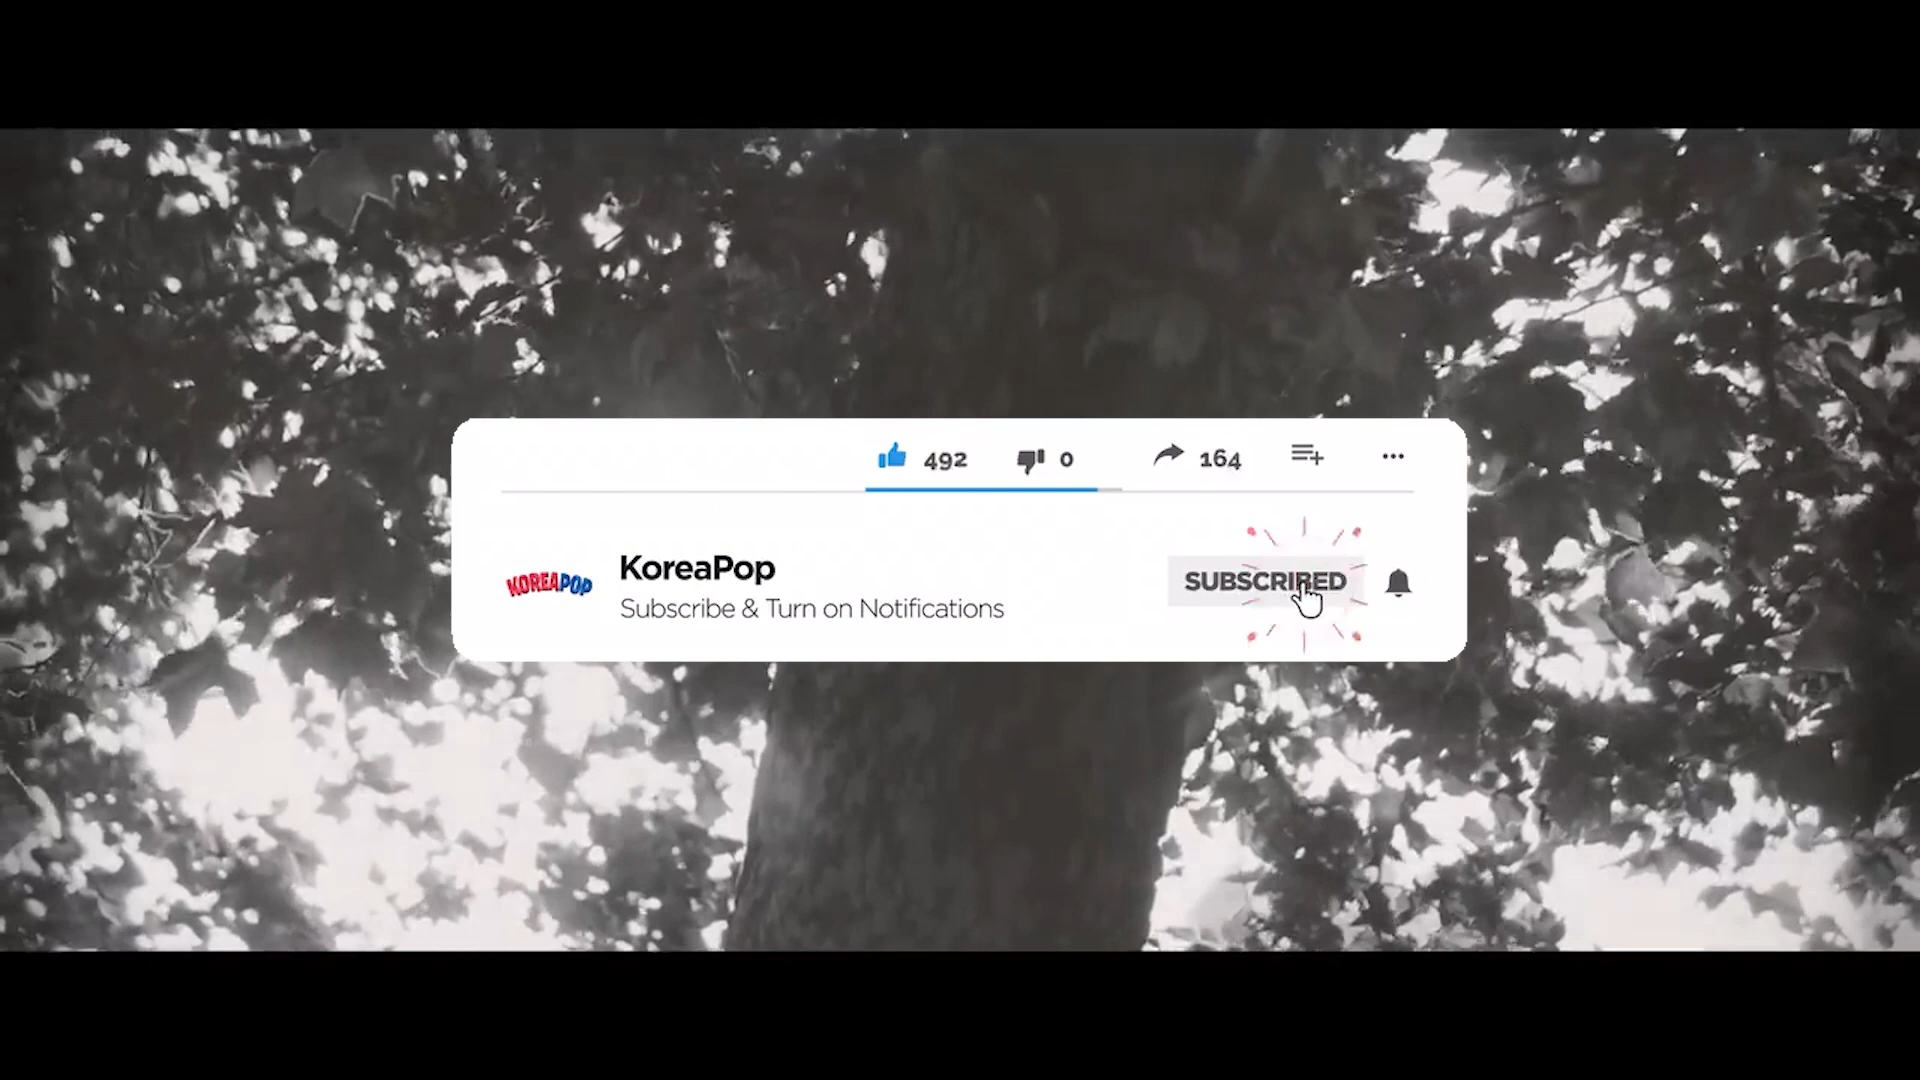 492 0 164
KOREAPOP
KoreaPop
Subscribe & Turn on Notifications
SUBSCRIBED